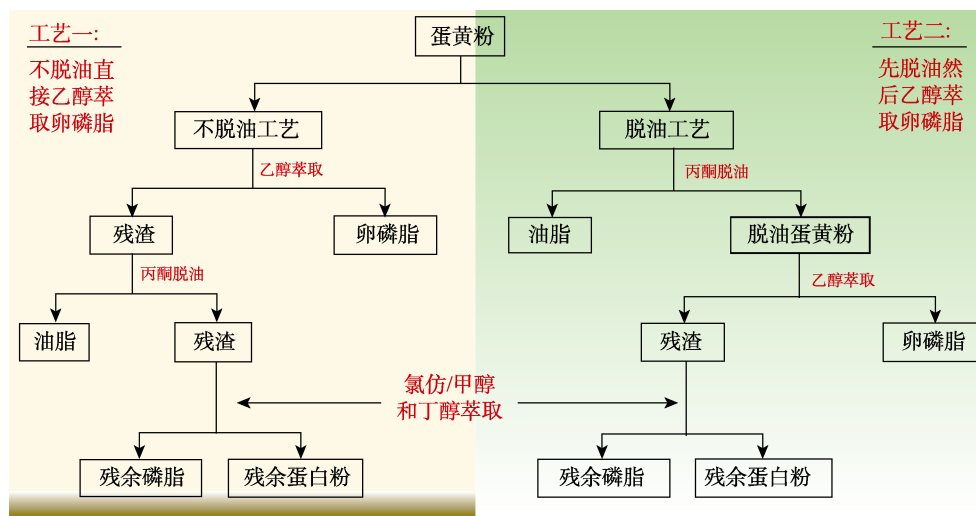 工艺一:
不脱油直
接乙醇萃
取卵磷脂
蛋黄粉
工艺二:
先脱油然
后乙醇萃
取卵磷脂
不脱油工艺
脱油工艺
乙醇萃取
丙酮脱油
残渣
卵磷脂
油脂
脱油蛋黄粉
丙酮脱油
乙醇萃取
油脂
残渣
残渣
卵磷脂
氯仿/甲醇
和丁醇萃取
残余磷脂
残余蛋白粉
残余磷脂
残余蛋白粉